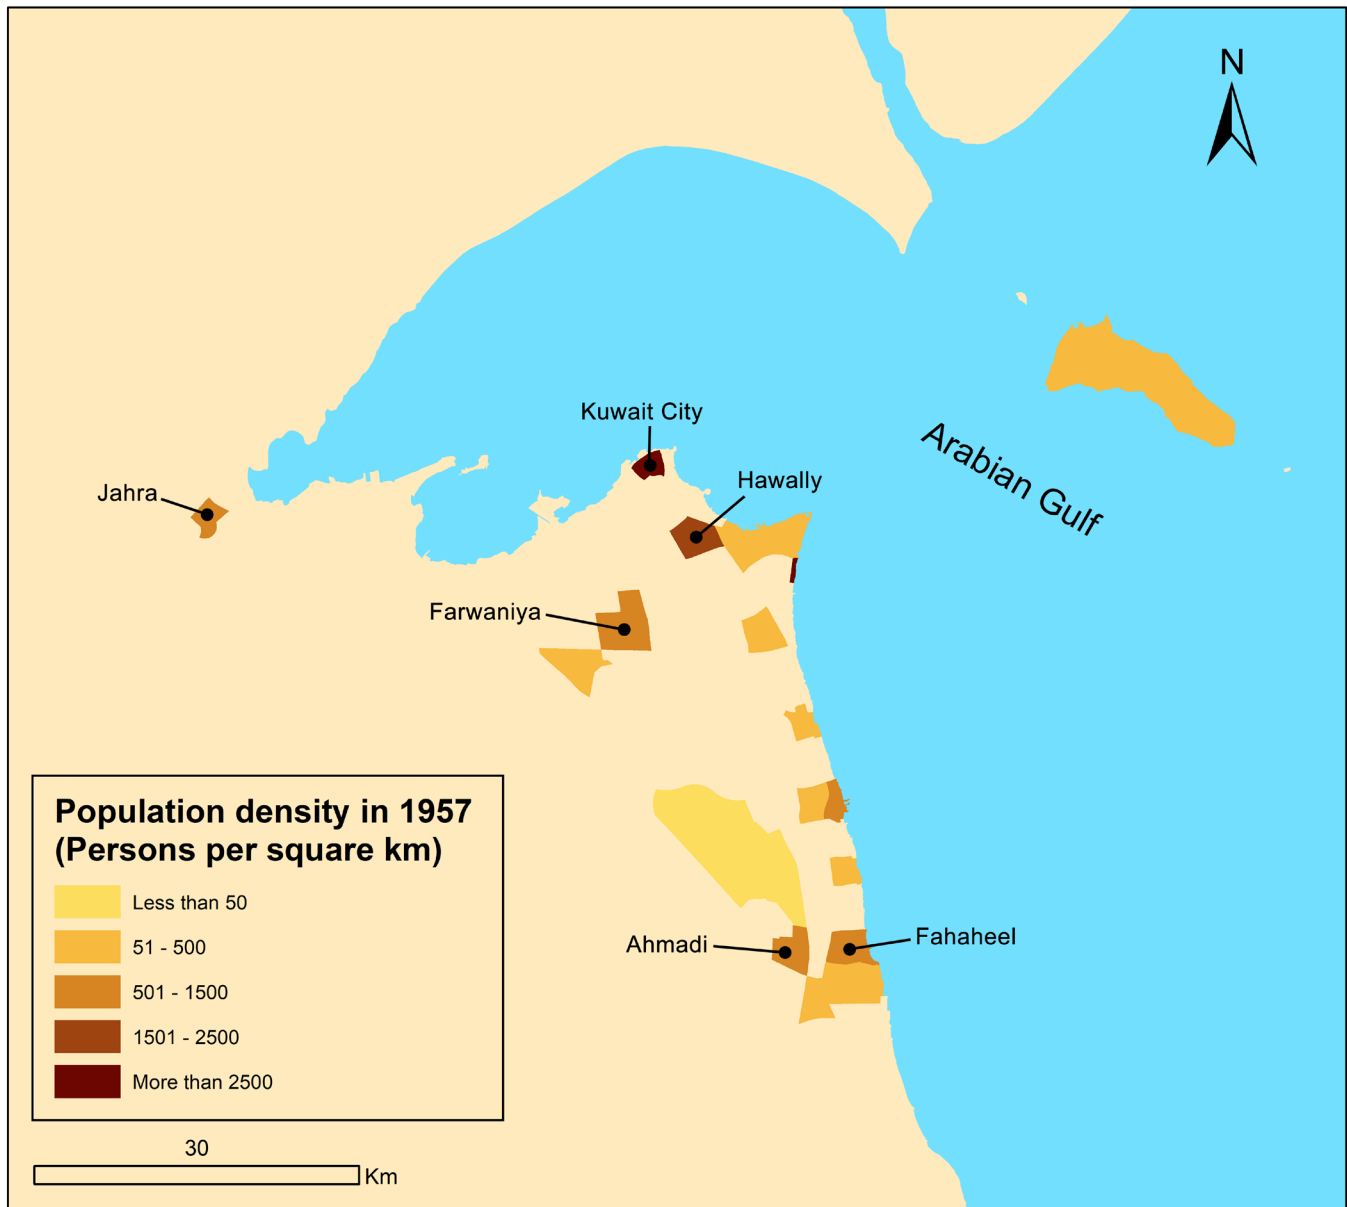 N
Kuwait City
Arabian Gulf
Hawally
Jahra
Farwaniya
Population density in 1957
(Persons per square km)
Less than 50
51 - 500
501 - 1500
1501 - 2500
More than 2500
Ahmadi
Fahaheel
30
Km